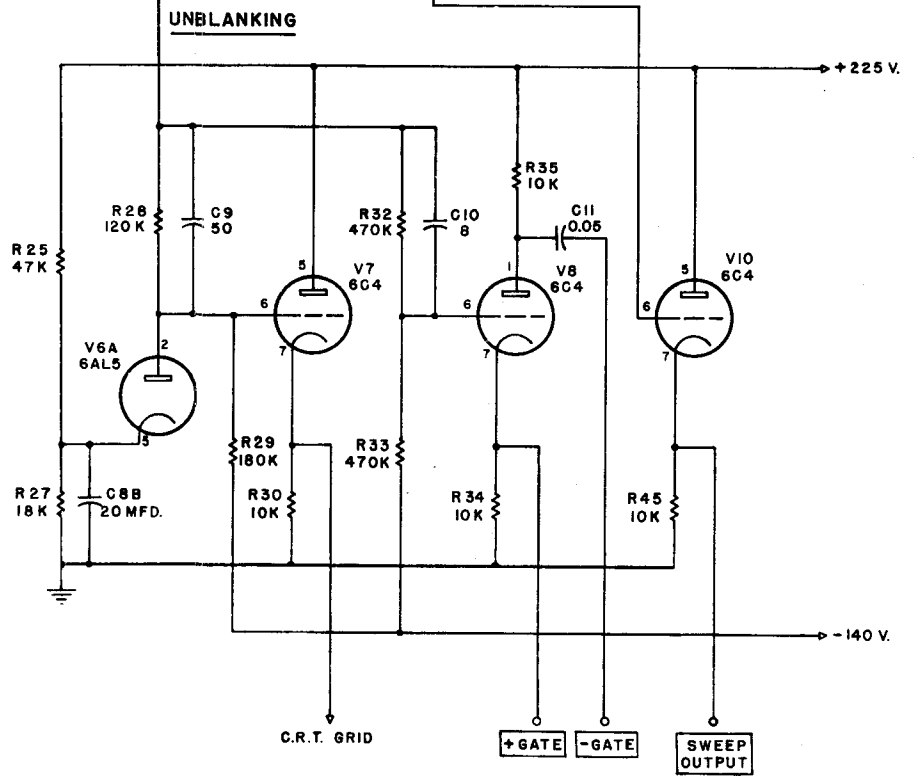 UNBLANKING
+225 V.
R35
10K
R28
120K
C9
50
R32
470K
C10
8
C11
0.05
R25
47K
5
V7
6C4
1
V8
6C4
5
V10
6C4
6
6
6
V6A
6AL5
2
7
7
7
5
R29
180K
R33
470K
R27
18K
C8B
20MFD.
R30
10K
R34
10K
R45
10K
-140 V.
C.R.T. GRID
+GATE
-GATE
SWEEP
OUTPUT